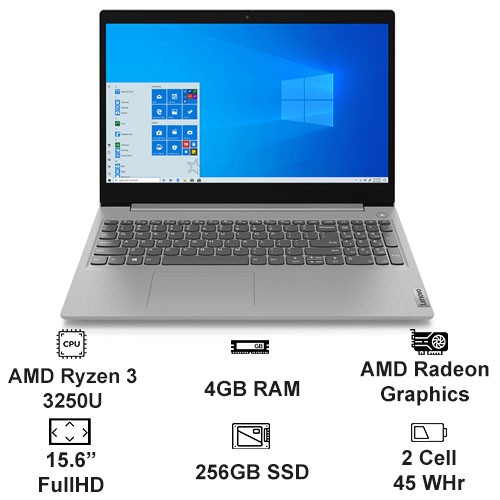 Lenovo
CPU
AMD Ryzen 3
3250U
GB
4GB RAM
AMD Radeon
Graphics
15.6”
FullHD
256GB SSD
2 Cell
45 WHr